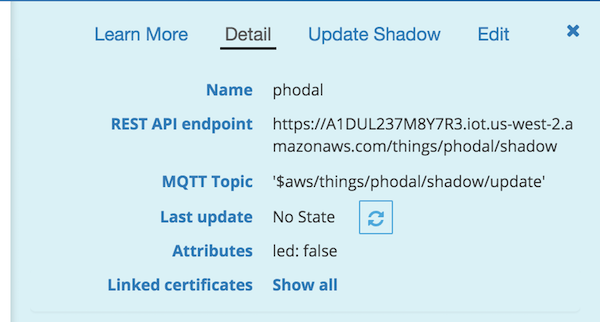 Learn More Detail Update Shadow Edit ×
Name phodal
REST API endpoint https://A1DUL237M8Y7R3.iot.us-west-2.a
mazonaws.com/things/phodal/shadow
MQTT Topic '$aws/things/phodal/shadow/update'
Last update No State
Attributes led: false
Linked certificates Show all